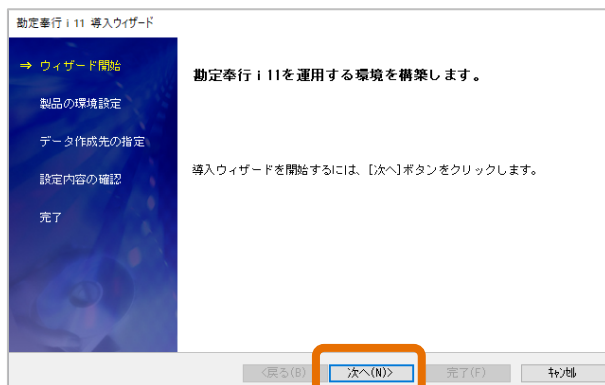 勘定奉行 i 11 導入ウィザード
⇒ ウィザード開始
製品の環境設定
データ作成先の指定
設定内容の確認
完了
勘定奉行 i 11を運用する環境を構築します。
導入ウィザードを開始するには、[次へ]ボタンをクリックします。
<戻る(B)
次へ(N)>
完了(F)
キャンセル